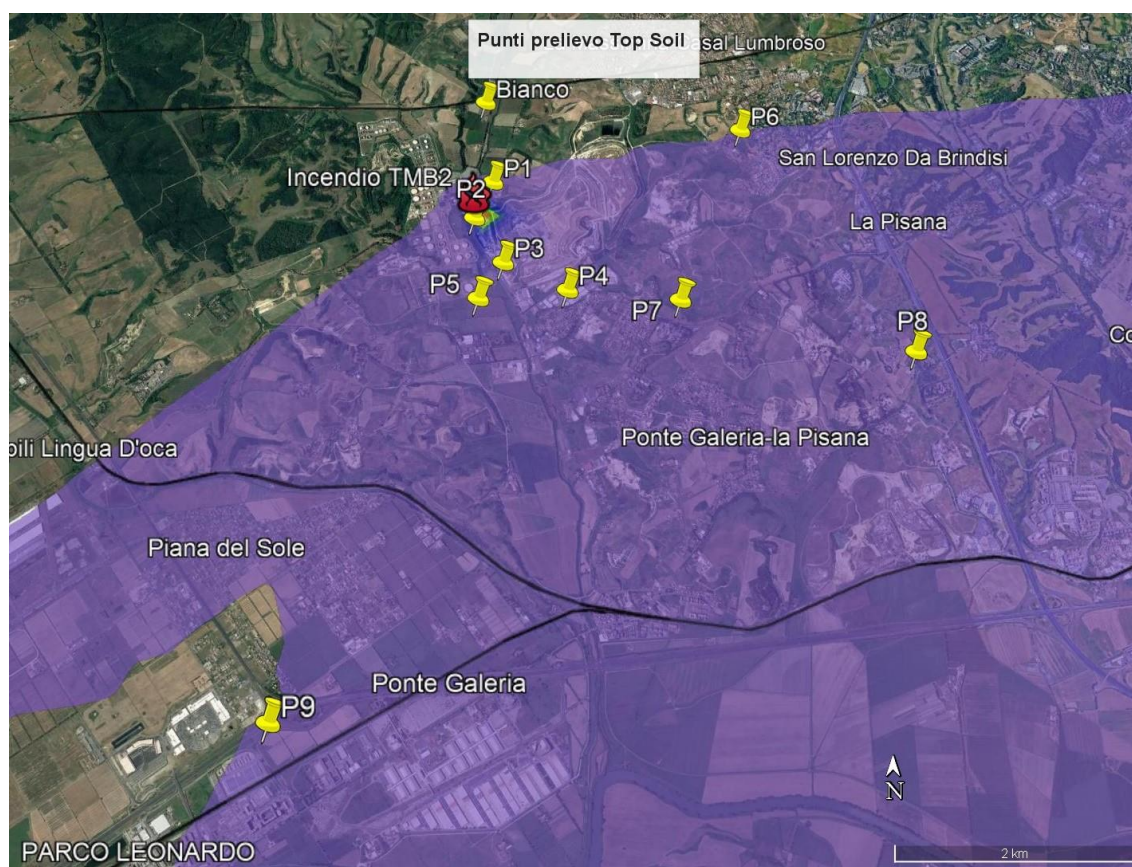 Punti prelievo Top Soil
Casal Lumbroso
Bianco
P6
P1
San Lorenzo Da Brindisi
Incendio TMB2
P2
La Pisana
P3
P4
P5
P7
P8
Co
pili Lingua D'oca
Ponte Galeria-la Pisana
Piana del Sole
Ponte Galeria
P9
N
PARCO LEONARDO
2 km